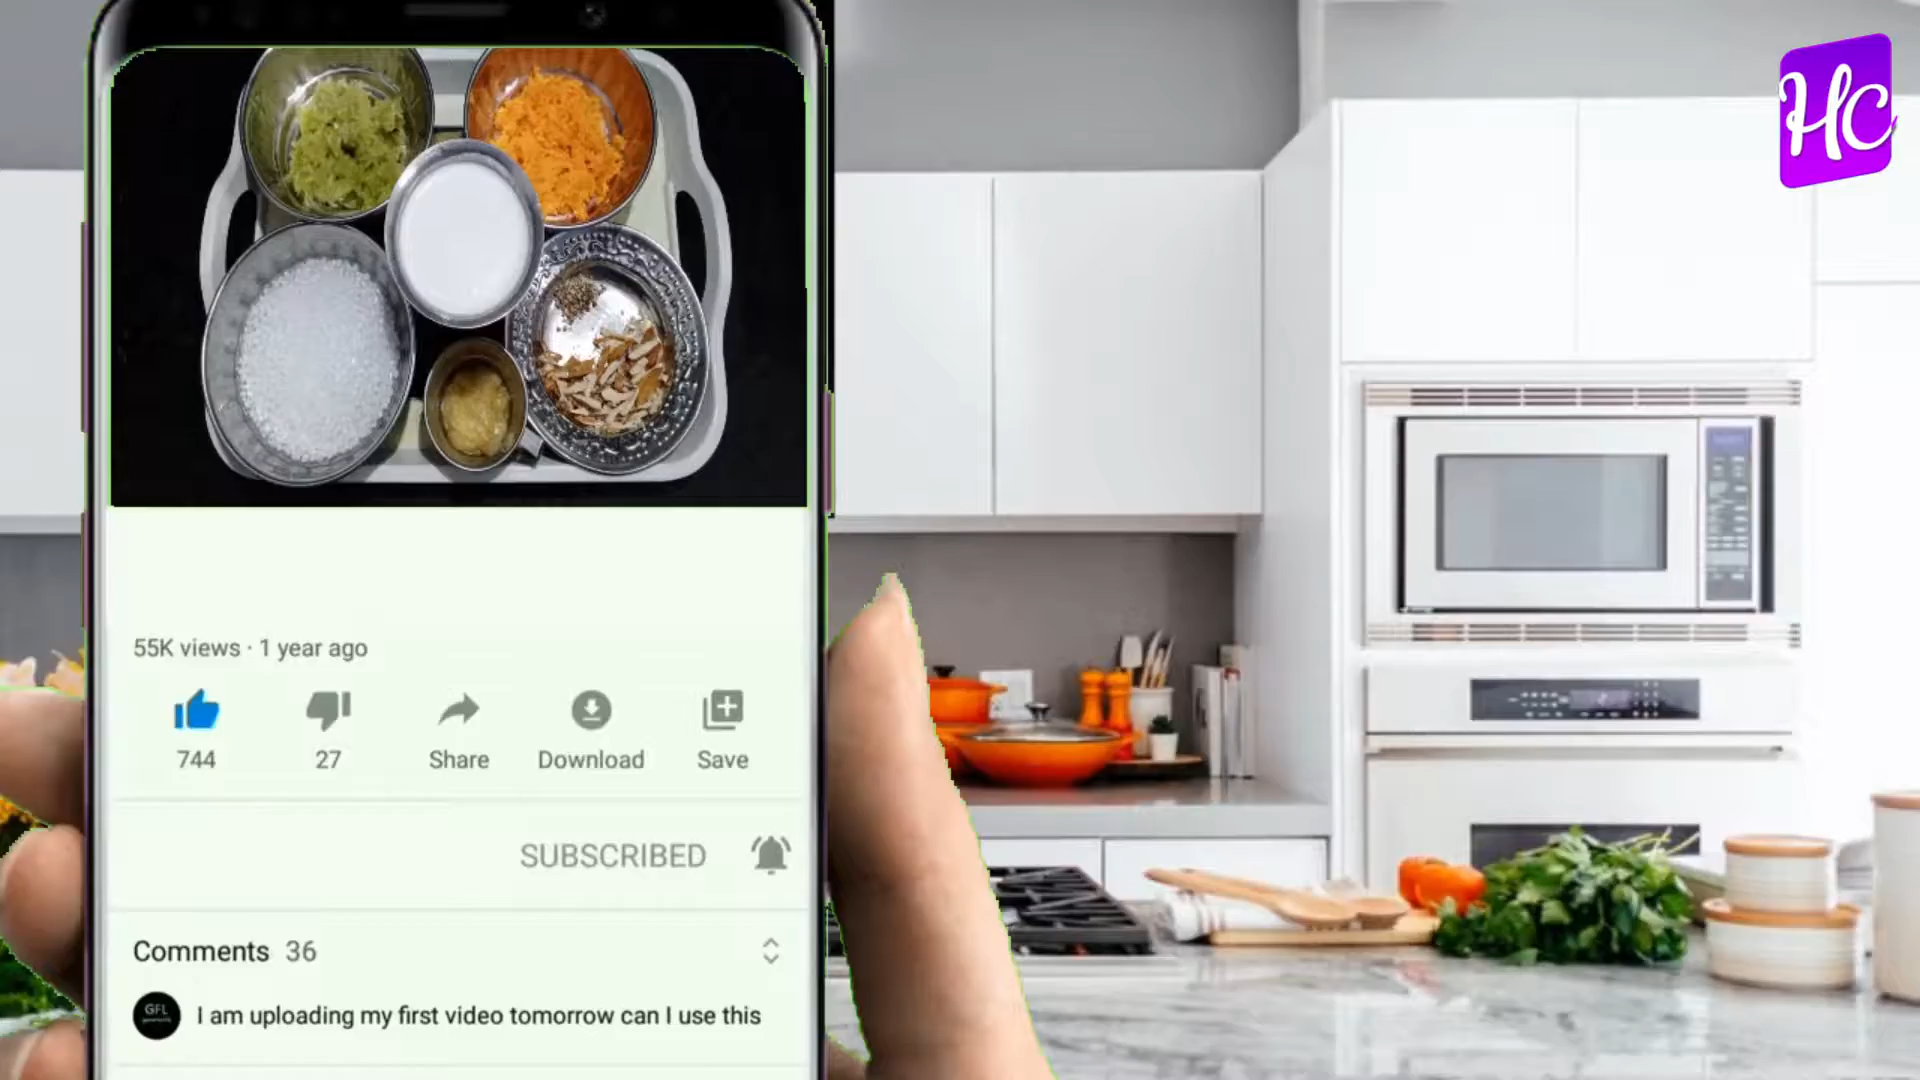 HC
55K views · 1 year ago
744
27
Share
Download
Save
SUBSCRIBED
Comments 36
GFL
I am uploading my first video tomorrow can I use this